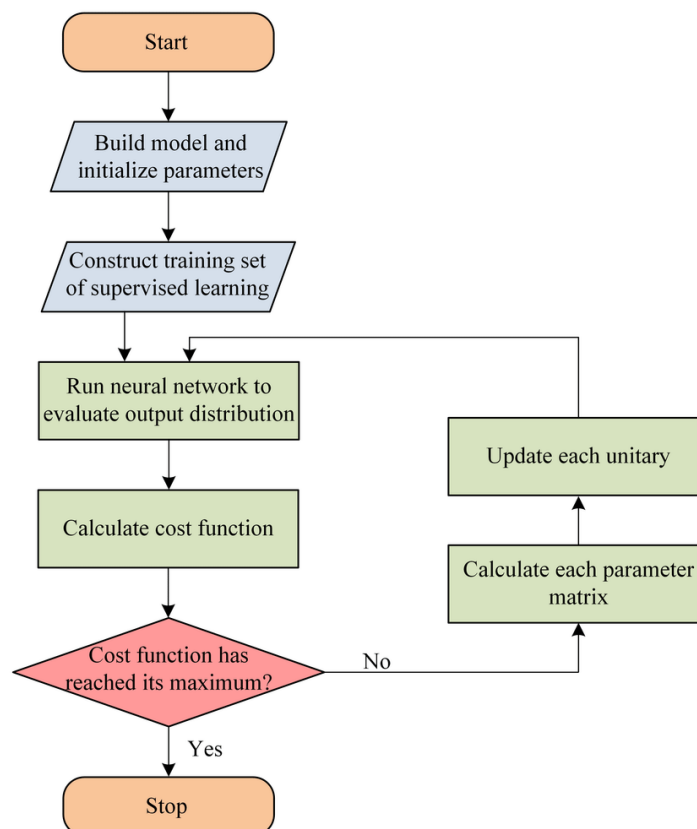 Start
Build model and
initialize parameters
Construct training set
of supervised learning
Run neural network to
evaluate output distribution
Calculate cost function
Cost function has
reached its maximum?
No
Calculate each parameter
matrix
Update each unitary
Yes
Stop